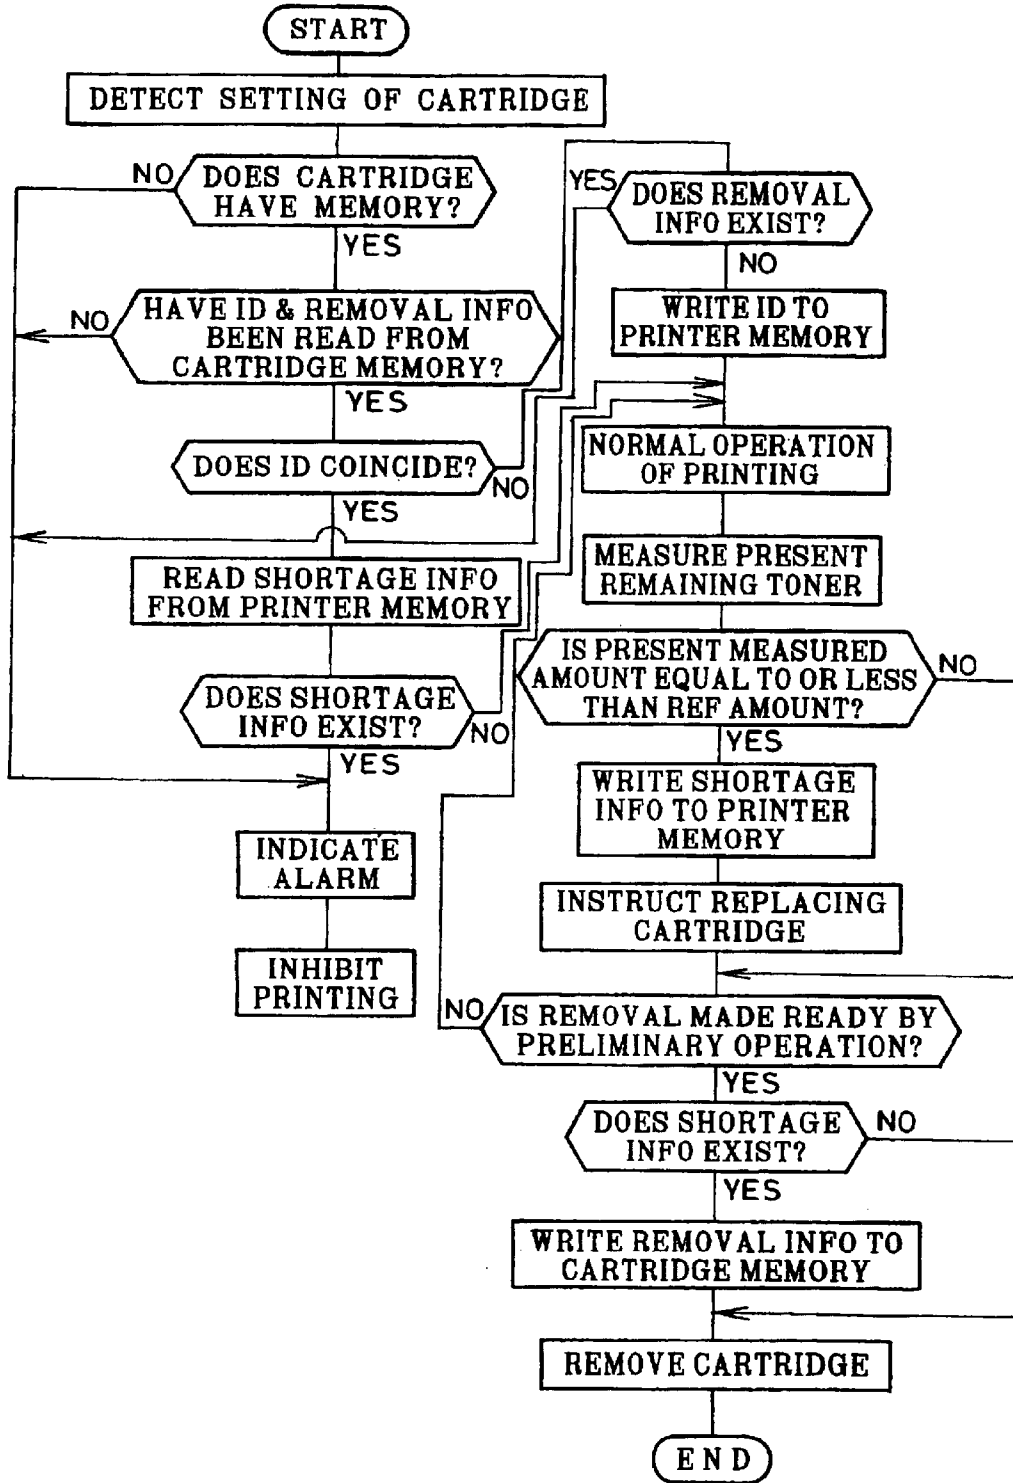 START
DETECT SETTING OF CARTRIDGE
NO
DOES CARTRIDGE
HAVE MEMORY?
YES
NO
HAVE ID & REMOVAL INFO
BEEN READ FROM
CARTRIDGE MEMORY?
YES
DOES ID COINCIDE?
NO
YES
READ SHORTAGE INFO
FROM PRINTER MEMORY
DOES SHORTAGE
INFO EXIST?
NO
YES
INDICATE
ALARM
INHIBIT
PRINTING
YES
DOES REMOVAL
INFO EXIST?
NO
WRITE ID TO
PRINTER MEMORY
NORMAL OPERATION
OF PRINTING
MEASURE PRESENT
REMAINING TONER
IS PRESENT MEASURED
AMOUNT EQUAL TO OR LESS
THAN REF AMOUNT?
NO
YES
WRITE SHORTAGE
INFO TO PRINTER
MEMORY
INSTRUCT REPLACING
CARTRIDGE
NO
IS REMOVAL MADE READY BY
PRELIMINARY OPERATION?
YES
DOES SHORTAGE
INFO EXIST?
NO
YES
WRITE REMOVAL INFO TO
CARTRIDGE MEMORY
REMOVE CARTRIDGE
END